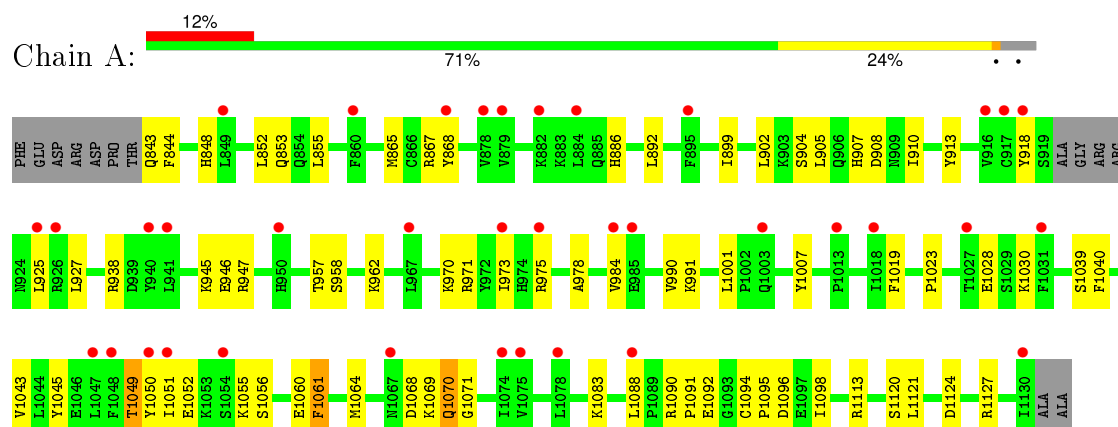 12%
Chain A:
71% 24% • •
PHE GLU ASP ARG ASP PRO THR Q843 F844 H848 L849 L852 Q853 Q854 L855 F860 M865 C866 R867 Y868 V878 V879 K882 K883 L884 Q885 H886 L892 F895 I899 L902 K903 S904 L905 Q906 H907 D908 N909 I910 Y913 V916 G917 Y918 S919 ALA GLY ARG ARG
N924 L925 R926 L927 R938 D939 Y940 L941 K945 E946 R947 H950 T957 S958 K962 L967 K970 R971 Y972 I973 H974 R975 A978 V984 E985 V990 K991 L1001 P1002 Q1003 Y1007 P1013 I1018 F1019 P1023 T1027 E1028 S1029 K1030 F1031 S1039 F1040
V1043 L1044 Y1045 E1046 L1047 F1048 T1049 Y1050 I1051 E1052 K1053 S1054 K1055 S1056 E1060 F1061 M1064 N1067 D1068 K1069 Q1070 G1071 I1074 V1075 L1078 K1083 L1088 P1089 R1090 P1091 E1092 G1093 C1094 P1095 D1096 E1097 I1098 R1113 S1120 L1121 D1124 R1127 I1130 ALA ALA